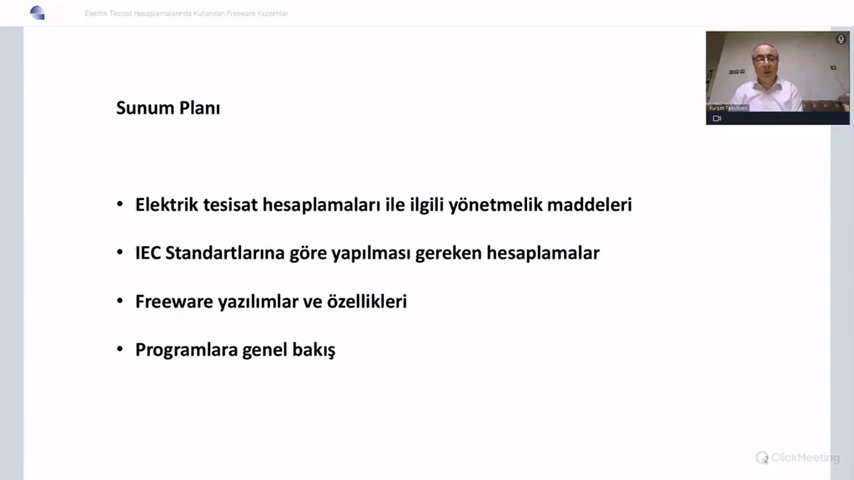 Elektrik Tesisat Hesaplamalarında Kullanılan Freeware Yazılımlar
Sunum Planı
• Elektrik tesisat hesaplamaları ile ilgili yönetmelik maddeleri
• IEC Standartlarına göre yapılması gereken hesaplamalar
• Freeware yazılımlar ve özellikleri
• Programlara genel bakış
ClickMeeting